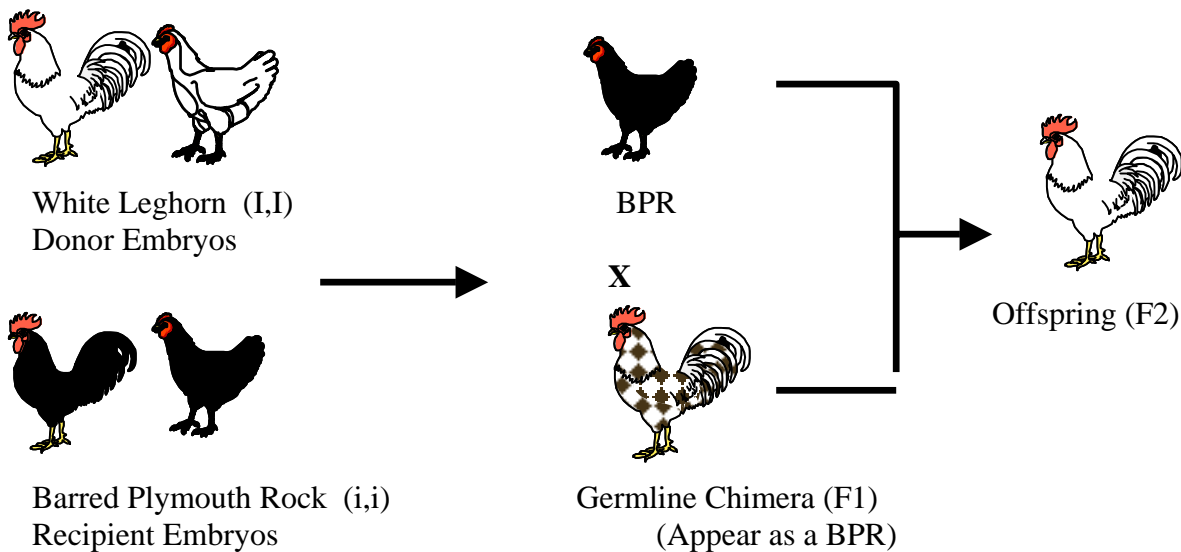 White Leghorn (I,I)
Donor Embryos
Barred Plymouth Rock (i,i)
Recipient Embryos
BPR
X
Germline Chimera (F1)
(Appear as a BPR)
Offspring (F2)